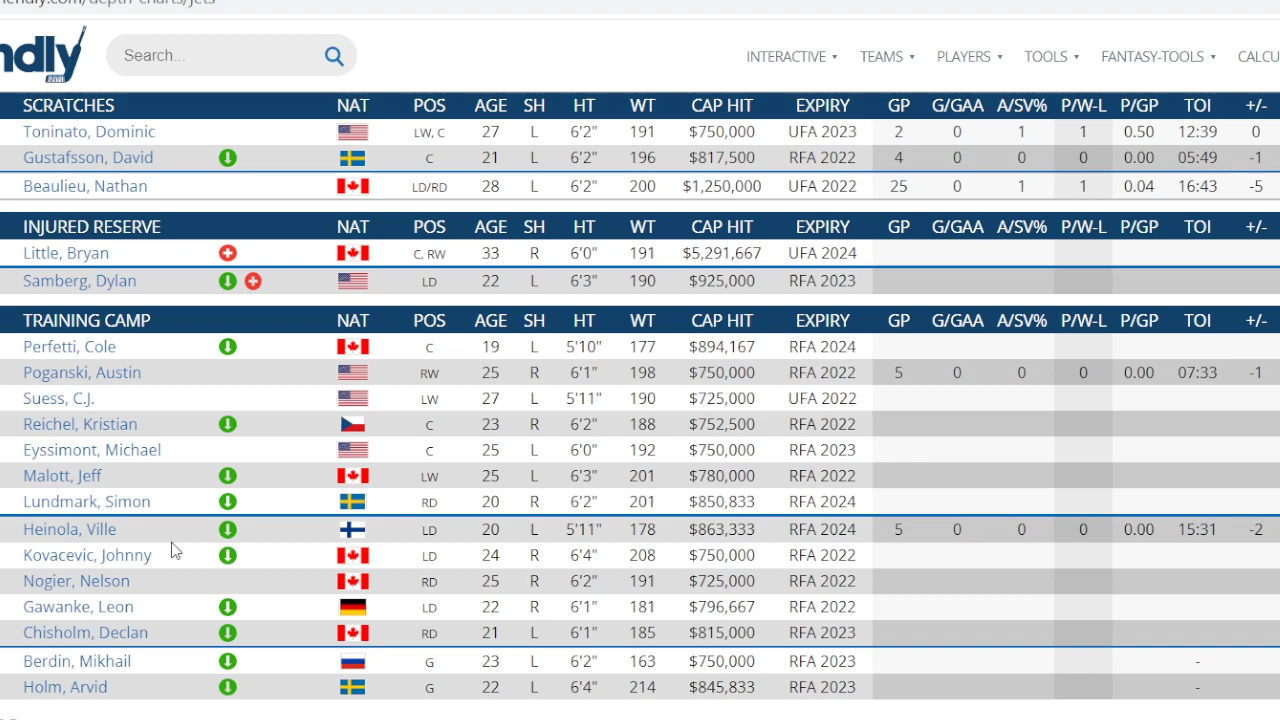 endly.com/depth-charts/jets
ndly Search... INTERACTIVE TEAMS PLAYERS TOOLS FANTASY-TOOLS CALCU
SCRATCHES NAT POS AGE SH HT WT CAP HIT EXPIRY GP G/GAA A/SV% P/W-L P/GP TOI +/-
Toninato, Dominic LW, C 27 L 6'2" 191 $750,000 UFA 2023 2 0 1 1 0.50 12:39 0
Gustafsson, David C 21 L 6'2" 196 $817,500 RFA 2022 4 0 0 0 0.00 05:49 -1
Beaulieu, Nathan LD/RD 28 L 6'2" 200 $1,250,000 UFA 2022 25 0 1 1 0.04 16:43 -5
INJURED RESERVE NAT POS AGE SH HT WT CAP HIT EXPIRY GP G/GAA A/SV% P/W-L P/GP TOI +/-
Little, Bryan C, RW 33 R 6'0" 191 $5,291,667 UFA 2024
Samberg, Dylan LD 22 L 6'3" 190 $925,000 RFA 2023
TRAINING CAMP NAT POS AGE SH HT WT CAP HIT EXPIRY GP G/GAA A/SV% P/W-L P/GP TOI +/-
Perfetti, Cole C 19 L 5'10" 177 $894,167 RFA 2024
Poganski, Austin RW 25 R 6'1" 198 $750,000 RFA 2022 5 0 0 0 0.00 07:33 -1
Suess, C.J. LW 27 L 5'11" 190 $725,000 UFA 2022
Reichel, Kristian C 23 R 6'2" 188 $752,500 RFA 2022
Eyssimont, Michael C 25 L 6'0" 192 $750,000 RFA 2023
Malott, Jeff LW 25 L 6'3" 201 $780,000 RFA 2022
Lundmark, Simon RD 20 R 6'2" 201 $850,833 RFA 2024
Heinola, Ville LD 20 L 5'11" 178 $863,333 RFA 2024 5 0 0 0 0.00 15:31 -2
Kovacevic, Johnny LD 24 R 6'4" 208 $750,000 RFA 2022
Nogier, Nelson RD 25 R 6'2" 191 $725,000 RFA 2022
Gawanke, Leon LD 22 R 6'1" 181 $796,667 RFA 2022
Chisholm, Declan RD 21 L 6'1" 185 $815,000 RFA 2023
Berdin, Mikhail G 23 L 6'2" 163 $750,000 RFA 2023 -
Holm, Arvid G 22 L 6'4" 214 $845,833 RFA 2023 -